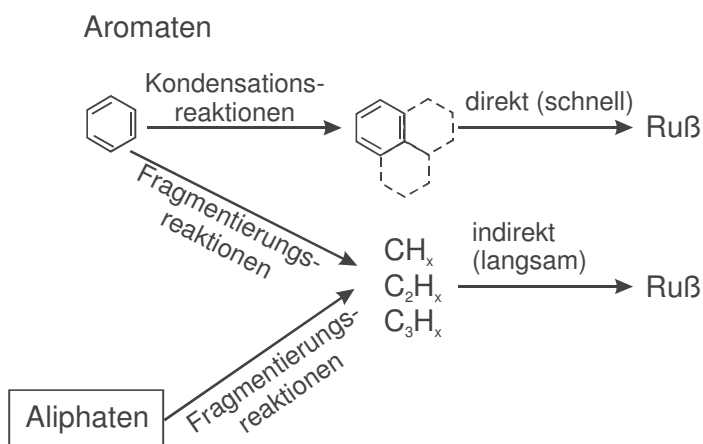 Aromaten
Kondensations-
reaktionen
direkt (schnell)
Ruß
Fragmentierungs-
reaktionen
CHₓ
C₂Hₓ
C₃Hₓ
indirekt
(langsam)
Ruß
Fragmentierungs-
reaktionen
Aliphaten